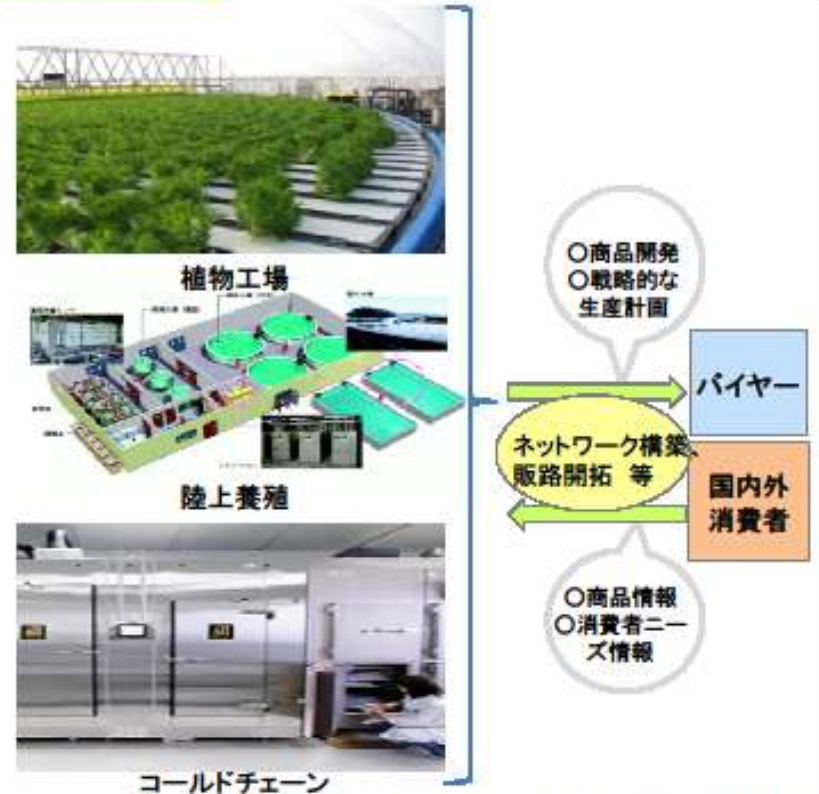 植物工場
陸上養殖
コールドチェーン
○商品開発
○戦略的な
生産計画
バイヤー
ネットワーク構築、
販路開拓 等
国内外
消費者
○商品情報
○消費者ニー
ズ情報